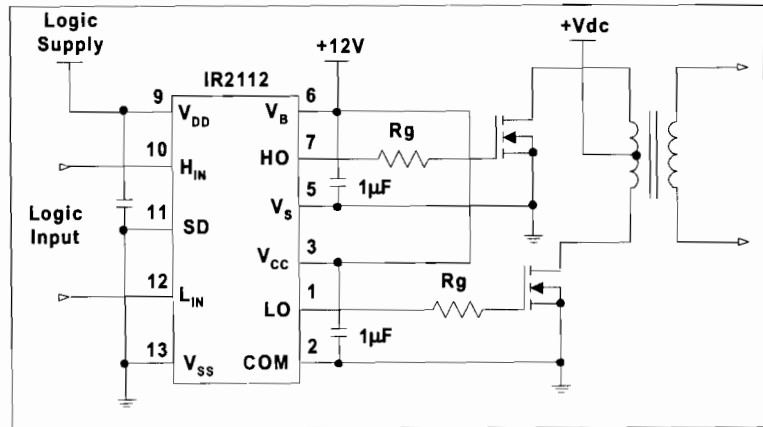 Logic
Supply
+12V
+Vdc
IR2112
9
VDD
6
VB
10
HIN
7
HO
Rg
1µF
5
VS
11
SD
Logic
Input
3
VCC
12
LIN
1
LO
Rg
1µF
13
VSS
2
COM